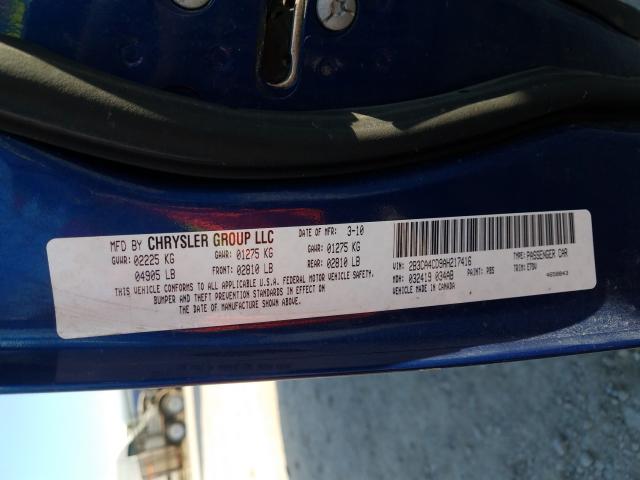 MFD BY CHRYSLER GROUP LLC DATE OF MFR: 3-10
GVWR: 02225 KG GAWR: 01275 KG GAWR: 01275 KG
04905 LB FRONT: 02810 LB REAR: 02810 LB
THIS VEHICLE CONFORMS TO ALL APPLICABLE U.S.A. FEDERAL MOTOR VEHICLE SAFETY,
BUMPER AND THEFT PREVENTION STANDARDS IN EFFECT ON
THE DATE OF MANUFACTURE SHOWN ABOVE.
VIN: 2B3CA4CD9AH217416 TYPE: PASSENGER CAR
MDH: 032419 034AB PAINT: PB5 TRIM: E7DV
VEHICLE MADE IN CANADA 4658843